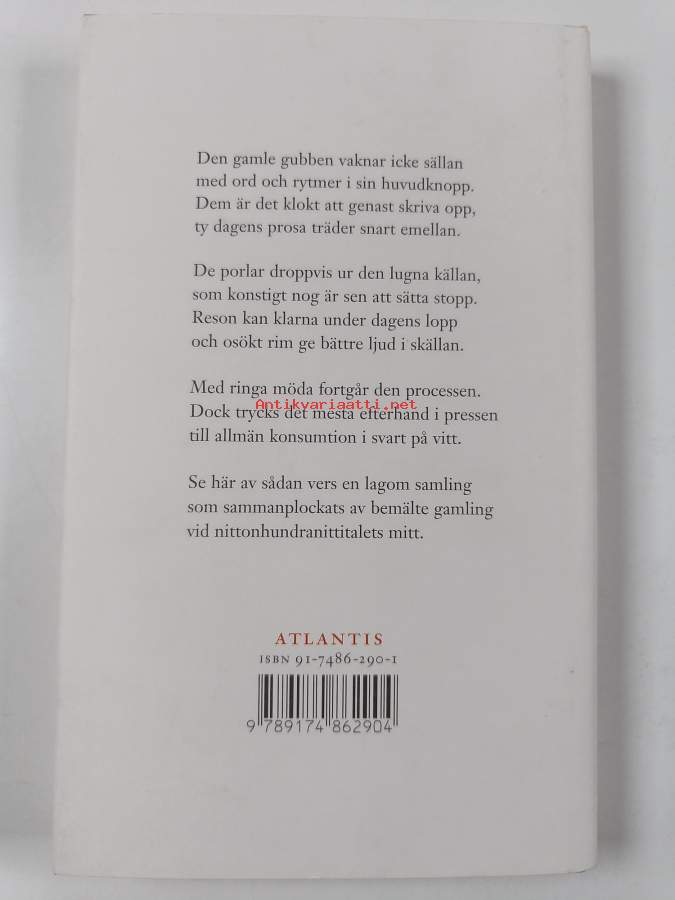 Den gamle gubben vaknar icke sällan
med ord och rytmer i sin huvudknopp.
Dem är det klokt att genast skriva opp,
ty dagens prosa träder snart emellan.
De porlar droppvis ur den lugna källan,
som konstigt nog är sen att sätta stopp.
Reson kan klarna under dagens lopp
och osökt rim ge bättre ljud i skällan.
Med ringa möda fortgår den processen.
Antikvariaatti.net
Dock trycks det mesta efterhand i pressen
till allmän konsumtion i svart på vitt.
Se här av sådan vers en lagom samling
som sammanplockats av bemälte gamling
vid nittonhundranittitalets mitt.
ATLANTIS
ISBN 91-7486-290-1
9 789174 862904